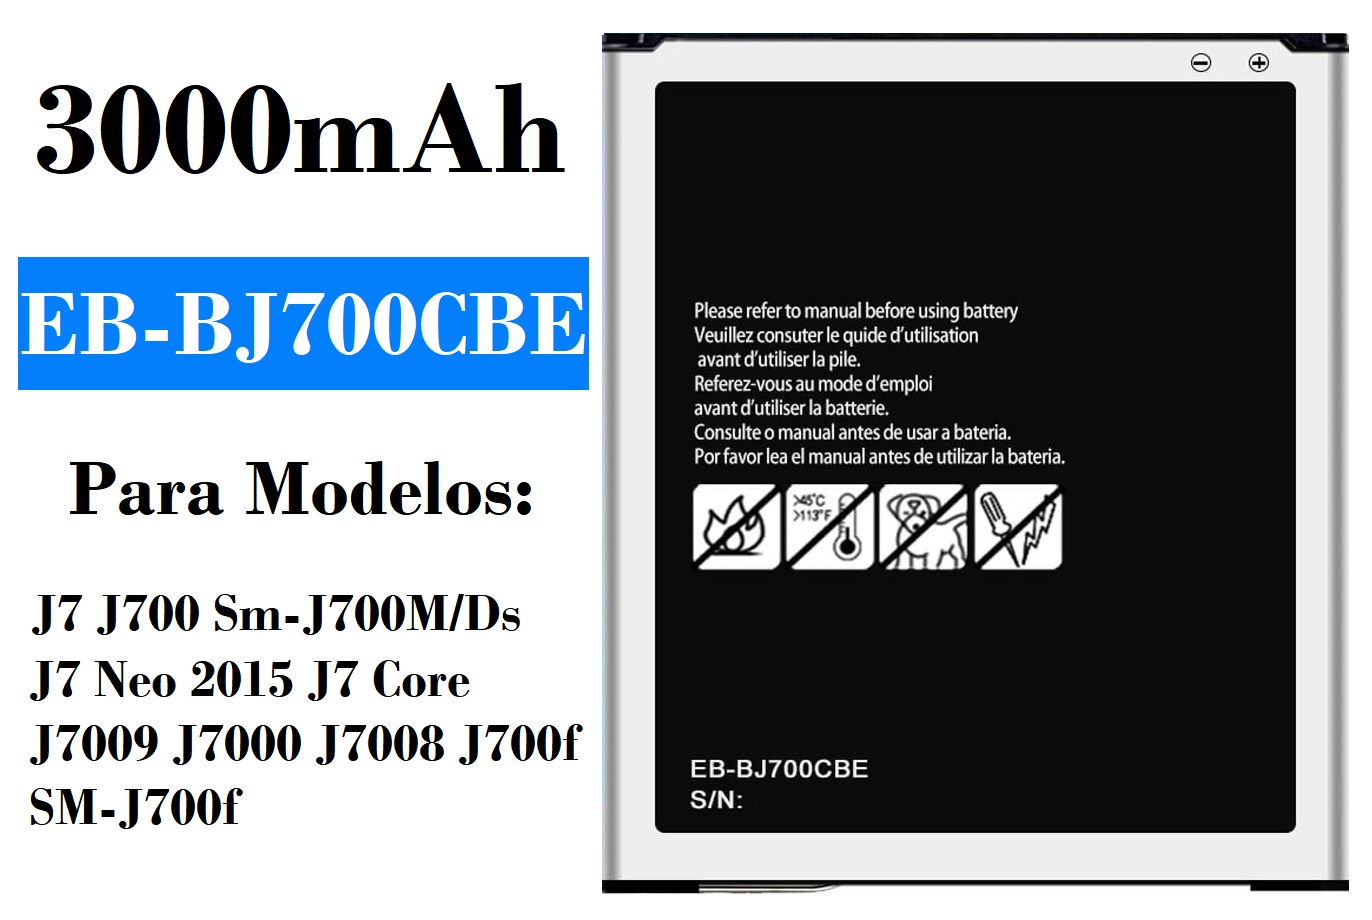 3000mAh
EB-BJ700CBE
Para Modelos:
J7 J700 Sm-J700M/Ds
J7 Neo 2015 J7 Core
J7009 J7000 J7008 J700f
SM-J700f
Please refer to manual before using battery
Veuillez consuter le quide d'utilisation
avant d'utiliser la pile.
Referez-vous au mode d'emploi
avant d'utiliser la batterie.
Consulte o manual antes de usar a bateria.
Por favor lea el manual antes de utilizar la bateria.
>45°C
>113°F
EB-BJ700CBE
S/N: